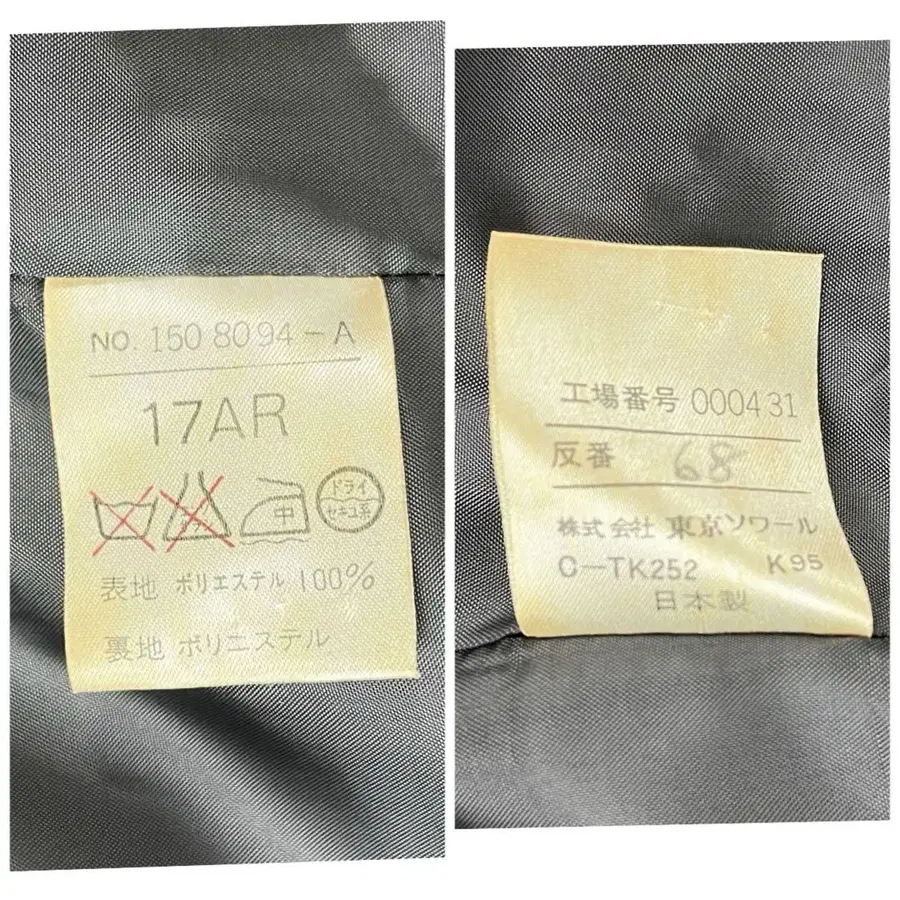 NO. 150 8094-A
17AR
中 ドライ セキユ系
表地 ポリエステル 100%
裏地 ポリエステル
工場番号 000431
反番 68
株式会社 東京ソワール
C-TK252 K95
日本製